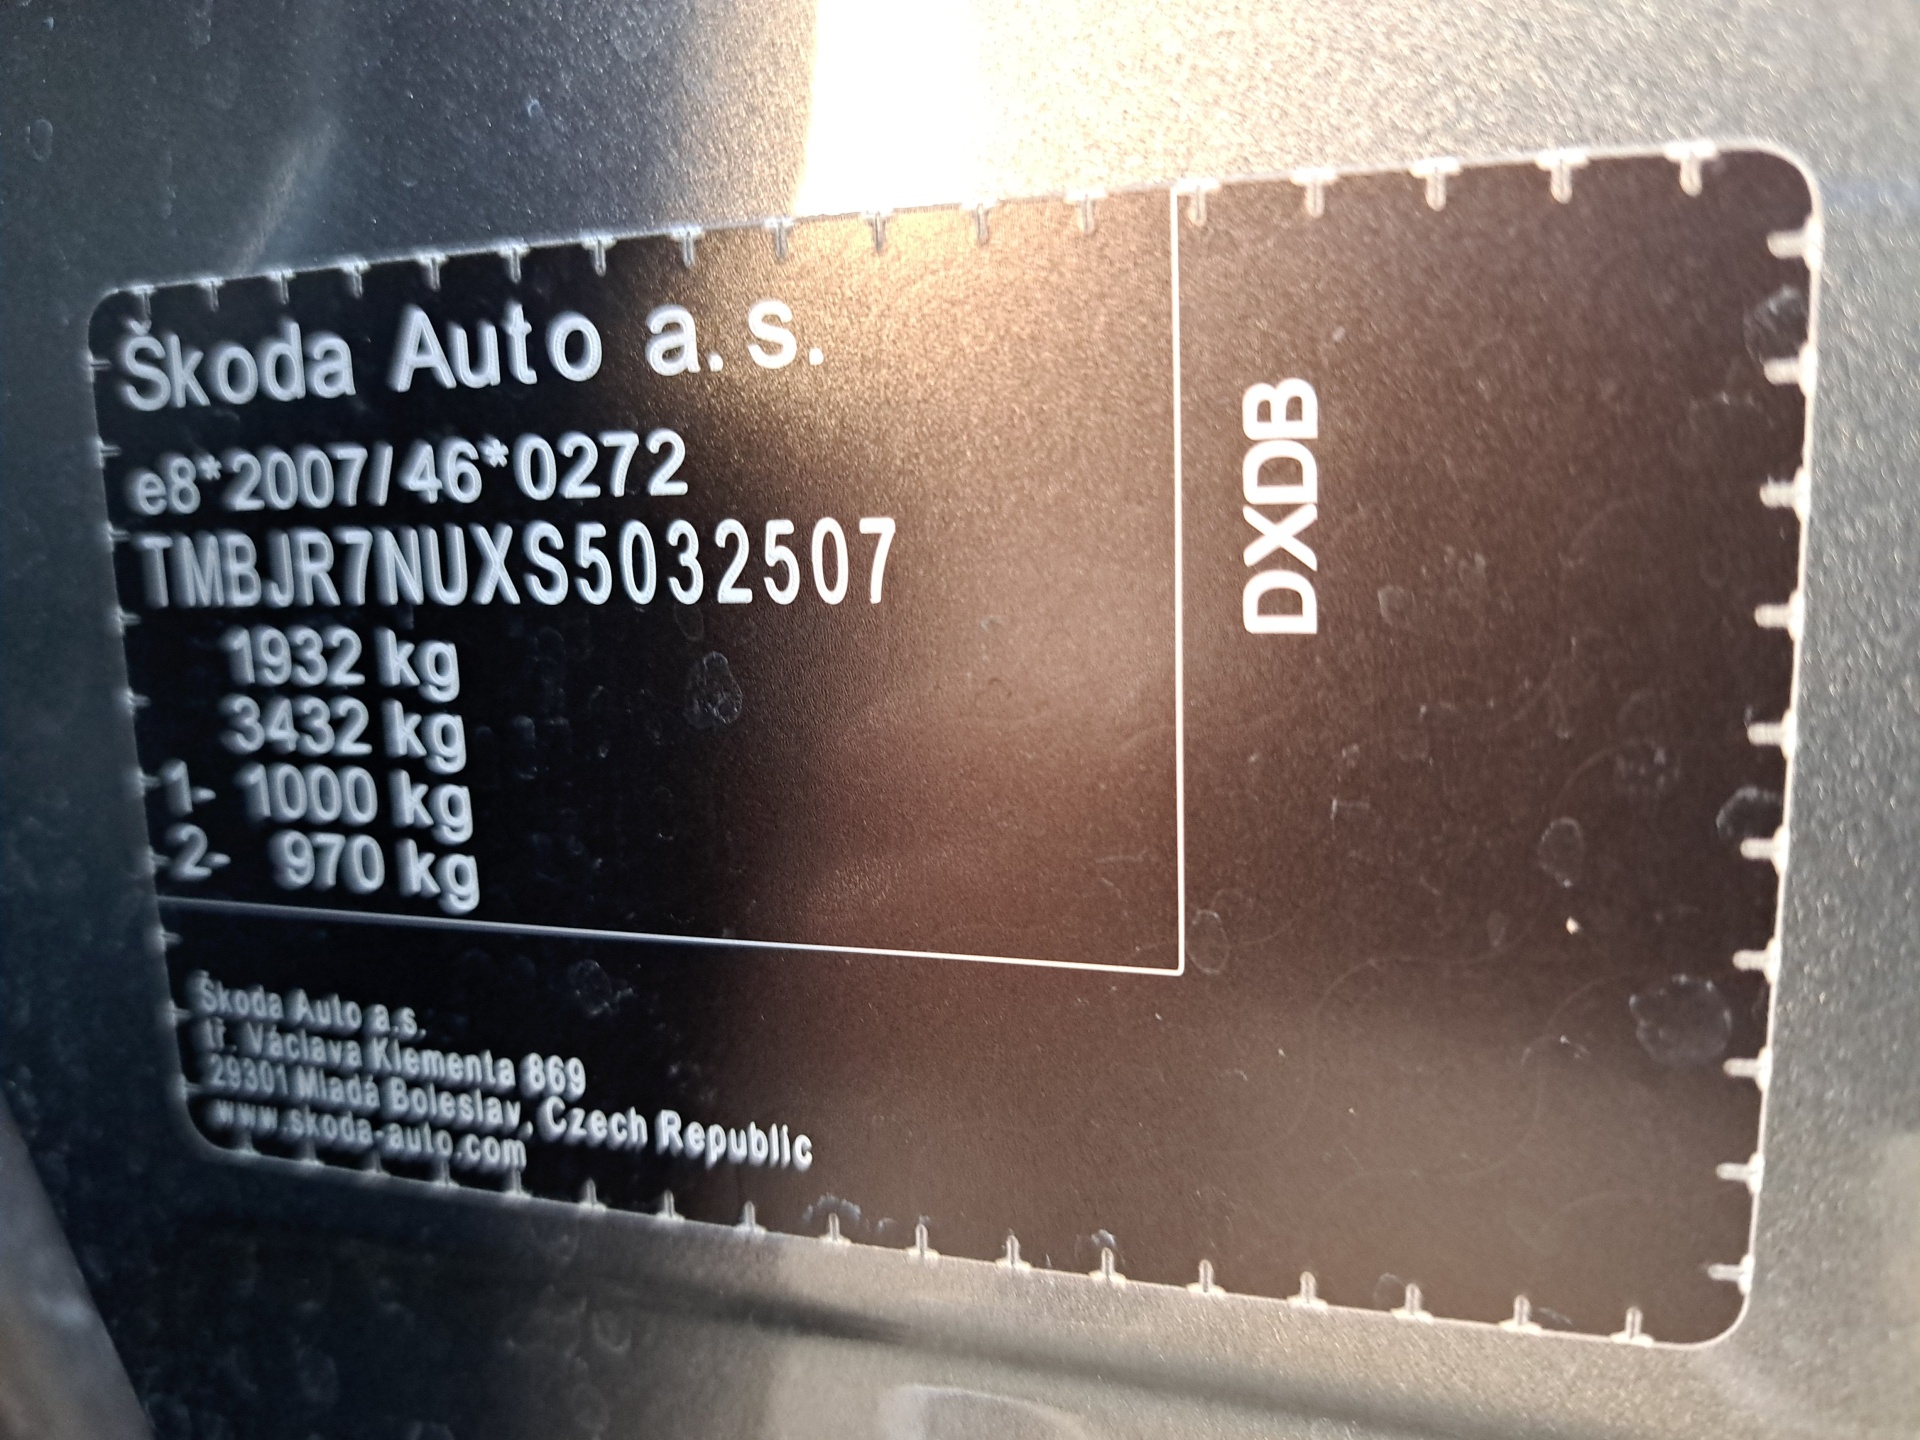 Škoda Auto a.s.
e8*2007/46*0272
TMBJR7NUXS5032507
1932 kg
3432 kg
1- 1000 kg
2- 970 kg
DXDB
Škoda Auto a.s.
tř. Václava Klementa 869
29301 Mladá Boleslav, Czech Republic
www.skoda-auto.com